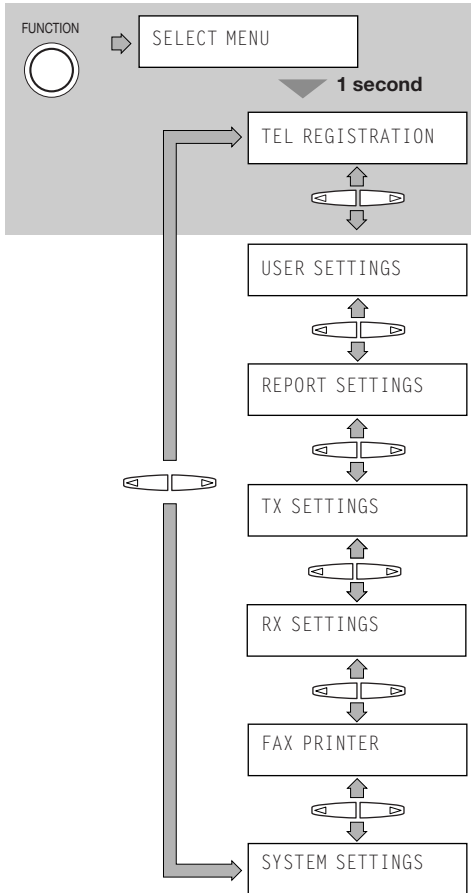 FUNCTION
SELECT MENU
1 second
TEL REGISTRATION
USER SETTINGS
REPORT SETTINGS
TX SETTINGS
RX SETTINGS
FAX PRINTER
SYSTEM SETTINGS